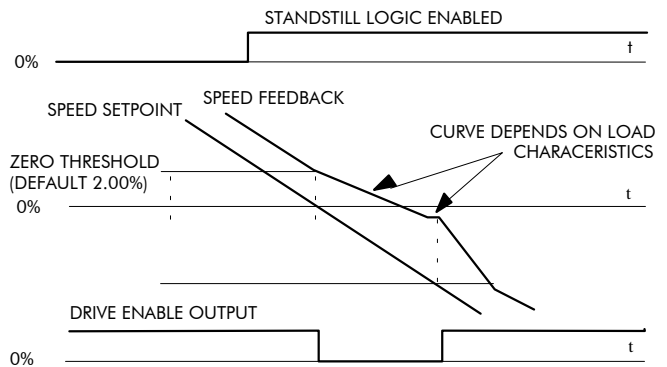 STANDSTILL LOGIC ENABLED
t
0%
SPEED FEEDBACK
SPEED SETPOINT
CURVE DEPENDS ON LOAD
CHARACERISTICS
ZERO THRESHOLD
(DEFAULT 2.00%)
t
0%
DRIVE ENABLE OUTPUT
t
0%